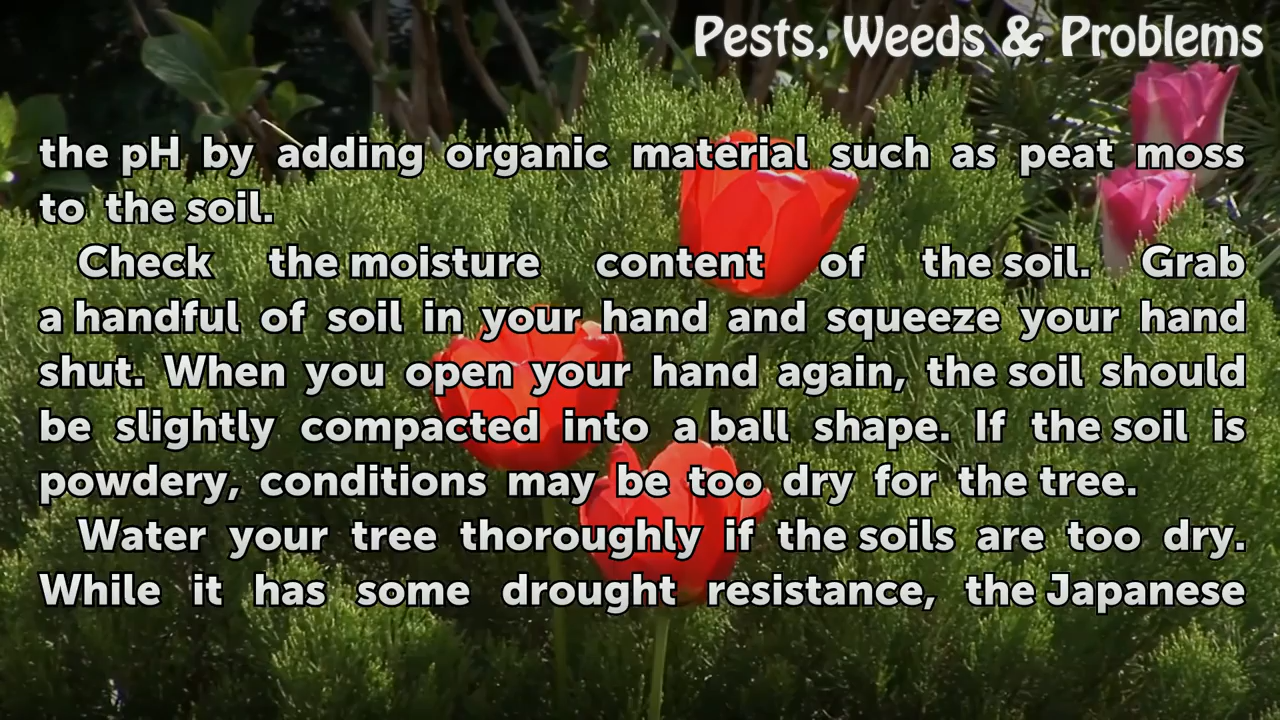 Pests, Weeds & Problems
the pH by adding organic material such as peat moss
to the soil.
Check the moisture content of the soil. Grab
a handful of soil in your hand and squeeze your hand
shut. When you open your hand again, the soil should
be slightly compacted into a ball shape. If the soil is
powdery, conditions may be too dry for the tree.
Water your tree thoroughly if the soils are too dry.
While it has some drought resistance, the Japanese